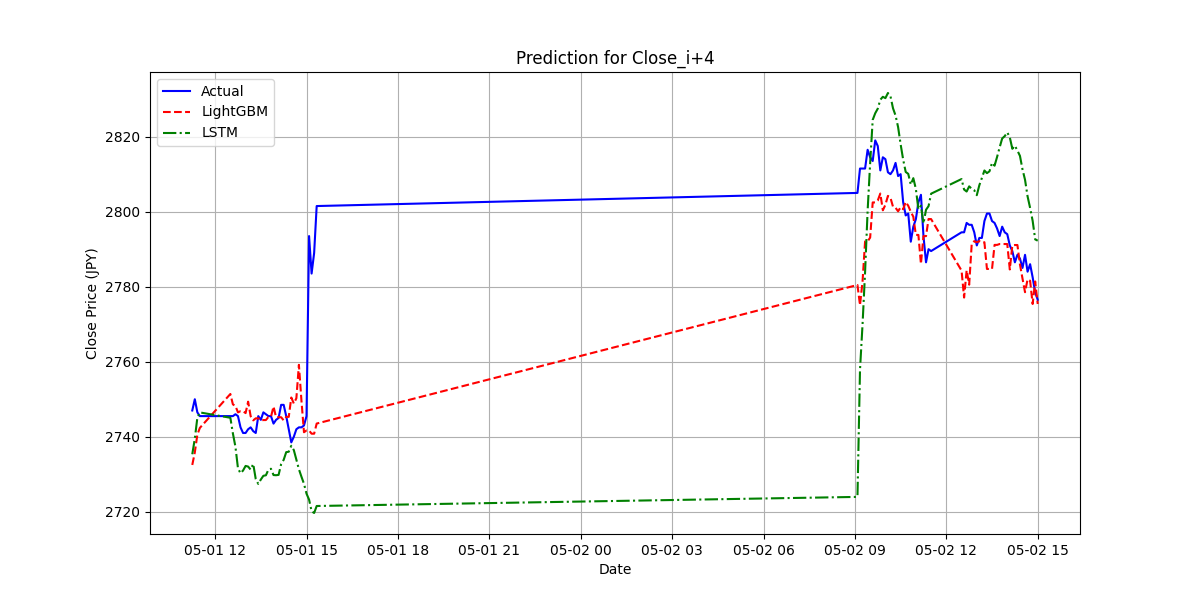 Prediction for Close_i+4
Actual
LightGBM
LSTM
Close Price (JPY)
2820
2800
2780
2760
2740
2720
05-01 12 05-01 15 05-01 18 05-01 21 05-02 00 05-02 03 05-02 06 05-02 09 05-02 12 05-02 15
Date